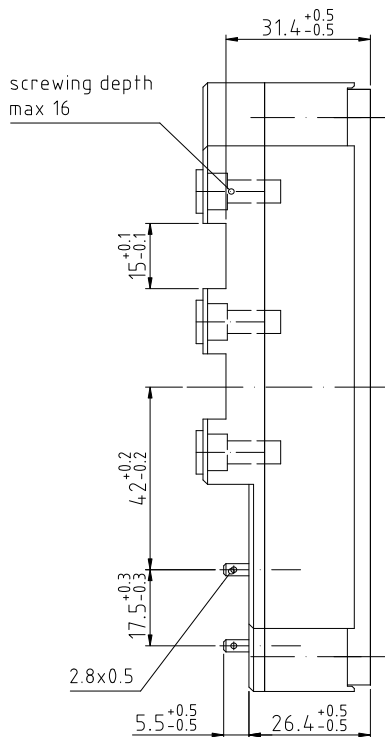 31.4 +0.5 -0.5
screwing depth
max 16
15 +0.1 -0.1
42 +0.2 -0.2
17.5 +0.3 -0.3
2.8x0.5
5.5 +0.5 -0.5
26.4 +0.5 -0.5